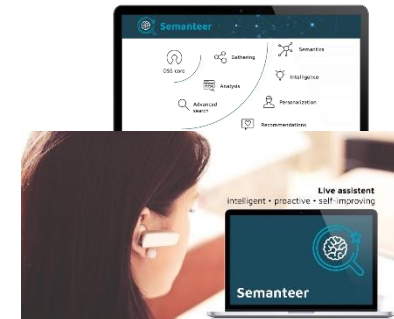 Semanteer
OSS core
Gathering
Semantics
Intelligence
Analysis
Personalization
Advanced
search
Recommendations
Live assistent
intelligent • proactive • self-improving
Semanteer